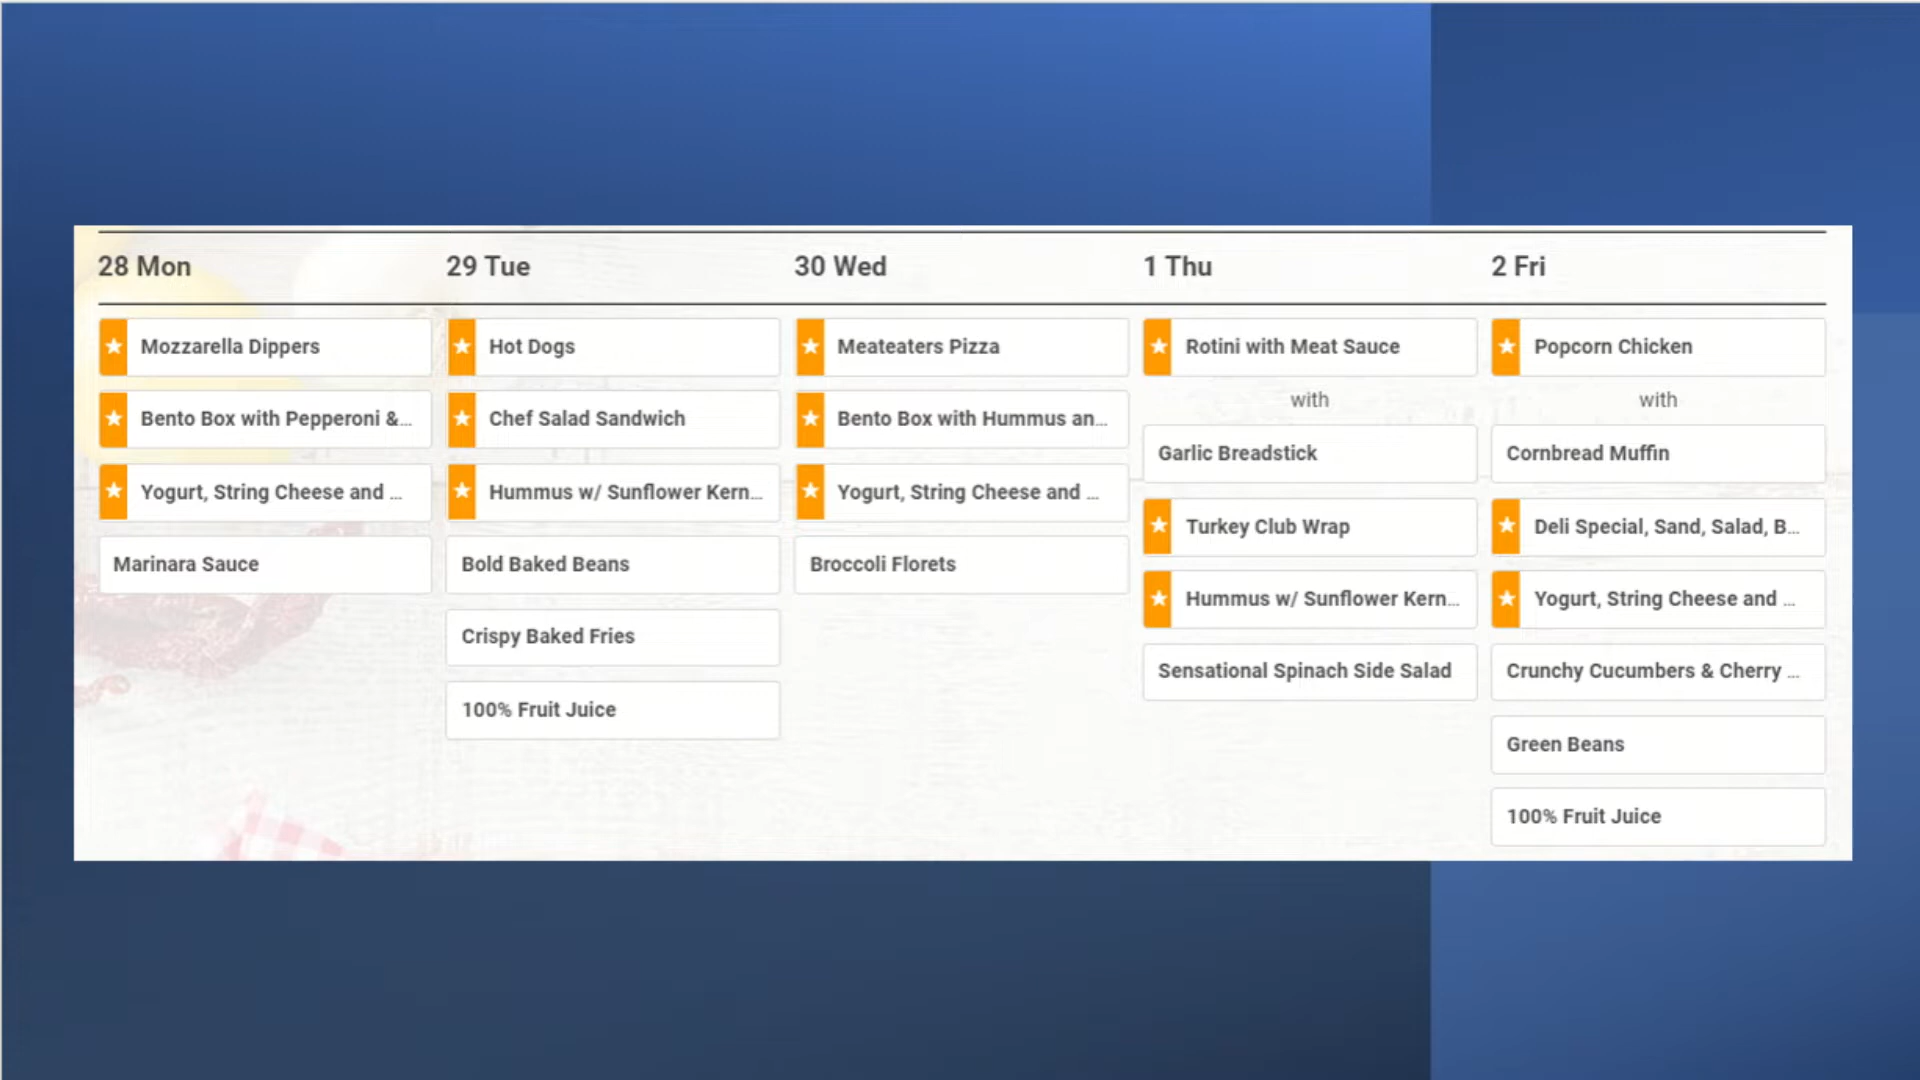 28 Mon
Mozzarella Dippers
Bento Box with Pepperoni &...
Yogurt, String Cheese and ...
Marinara Sauce
29 Tue
Hot Dogs
Chef Salad Sandwich
Hummus w/ Sunflower Kern...
Bold Baked Beans
Crispy Baked Fries
100% Fruit Juice
30 Wed
Meateaters Pizza
Bento Box with Hummus an...
Yogurt, String Cheese and ...
Broccoli Florets
1 Thu
Rotini with Meat Sauce
with
Garlic Breadstick
Turkey Club Wrap
Hummus w/ Sunflower Kern...
Sensational Spinach Side Salad
2 Fri
Popcorn Chicken
with
Cornbread Muffin
Deli Special, Sand, Salad, B...
Yogurt, String Cheese and ...
Crunchy Cucumbers & Cherry ...
Green Beans
100% Fruit Juice